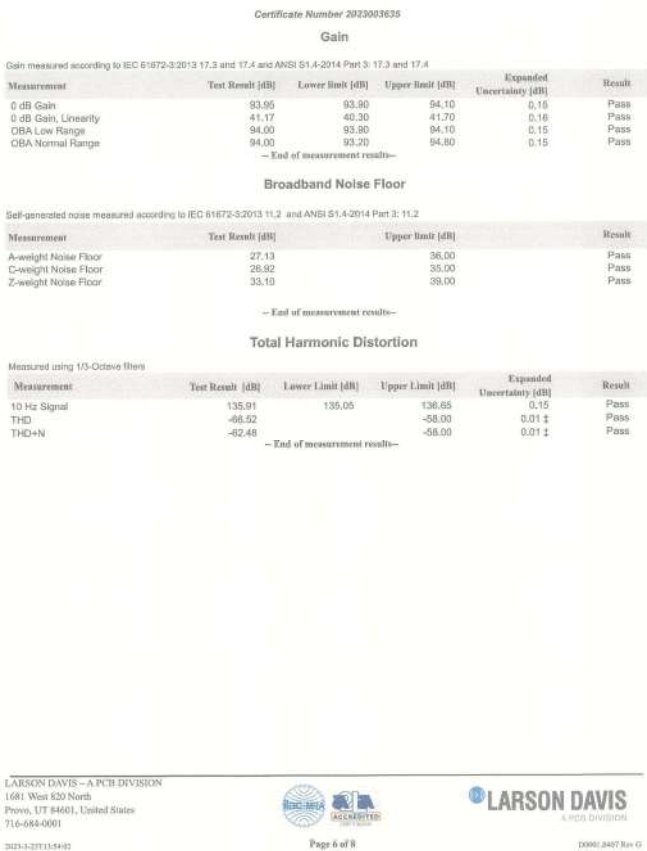 Certificate Number 2023003635
Gain
Gain measured according to IEC 61672-3:2013 17.3 and 17.4 and ANSI S1.4-2014 Part 3: 17.3 and 17.4
Measurement Test Result [dB] Lower limit [dB] Upper limit [dB] Expanded Uncertainty [dB] Result
0 dB Gain 93.95 93.90 94.10 0.15 Pass
0 dB Gain, Linearity 41.17 40.30 41.70 0.16 Pass
OBA Low Range 94.00 93.90 94.10 0.15 Pass
OBA Normal Range 94.00 93.20 94.80 0.15 Pass
-- End of measurement results--
Broadband Noise Floor
Self-generated noise measured according to IEC 61672-3:2013 11.2 and ANSI S1.4-2014 Part 3: 11.2
Measurement Test Result [dB] Upper limit [dB] Result
A-weight Noise Floor 27.13 36.00 Pass
C-weight Noise Floor 26.92 35.00 Pass
Z-weight Noise Floor 33.10 39.00 Pass
-- End of measurement results--
Total Harmonic Distortion
Measured using 1/3-Octave filters
Measurement Test Result [dB] Lower Limit [dB] Upper Limit [dB] Expanded Uncertainty [dB] Result
10 Hz Signal 135.91 135.05 136.65 0.15 Pass
THD -66.52 -58.00 0.01 ‡ Pass
THD+N -62.48 -58.00 0.01 ‡ Pass
-- End of measurement results--
LARSON DAVIS – A PCB DIVISION
1681 West 820 North
Provo, UT 84601, United States
716-684-0001
ACCREDITED
LARSON DAVIS
A PCB DIVISION
Page 6 of 8
D0001.8407 Rev G